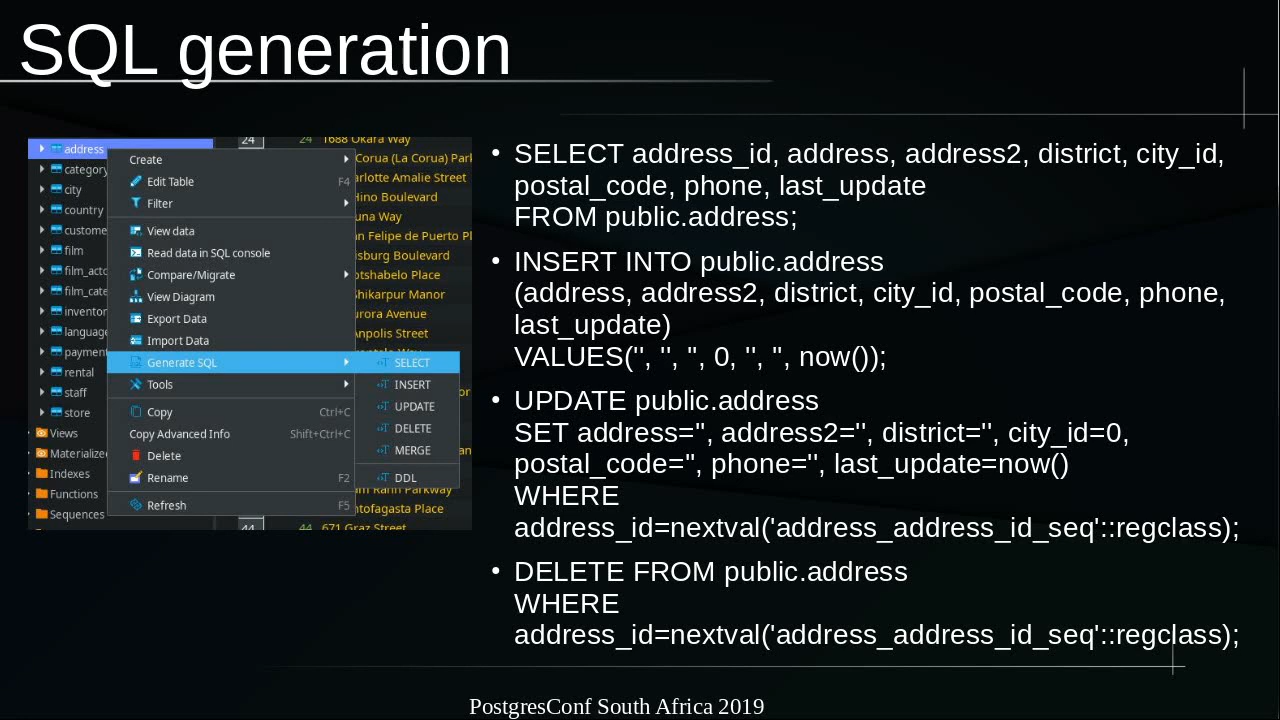 SQL generation
24 24 1688 Okara Way
address
category
city
country
film
rental
staff
store
Views
Indexes
Functions
Sequences
Create
Edit Table F4
Filter
View data
Read data in SQL console
Compare/Migrate
View Diagram
Export Data
Import Data
Generate SQL
Tools
Copy Ctrl+C
Copy Advanced Info Shift+Ctrl+C
Delete
Rename F2
Refresh F5
SELECT
INSERT
UPDATE
DELETE
MERGE
DDL
Corua (La Corua) Park
Amalie Street
Hino Boulevard
Way
Felipe de Puerto
Boulevard
Place
Shikarpur Manor
Avenue
Street
Parkway
Place
44 44 671 Graz Street
• SELECT address_id, address, address2, district, city_id,
postal_code, phone, last_update
FROM public.address;
• INSERT INTO public.address
(address, address2, district, city_id, postal_code, phone,
last_update)
VALUES('', '', '', 0, '', '', now());
• UPDATE public.address
SET address='', address2='', district='', city_id=0,
postal_code='', phone='', last_update=now()
WHERE
address_id=nextval('address_address_id_seq'::regclass);
• DELETE FROM public.address
WHERE
address_id=nextval('address_address_id_seq'::regclass);
PostgresConf South Africa 2019